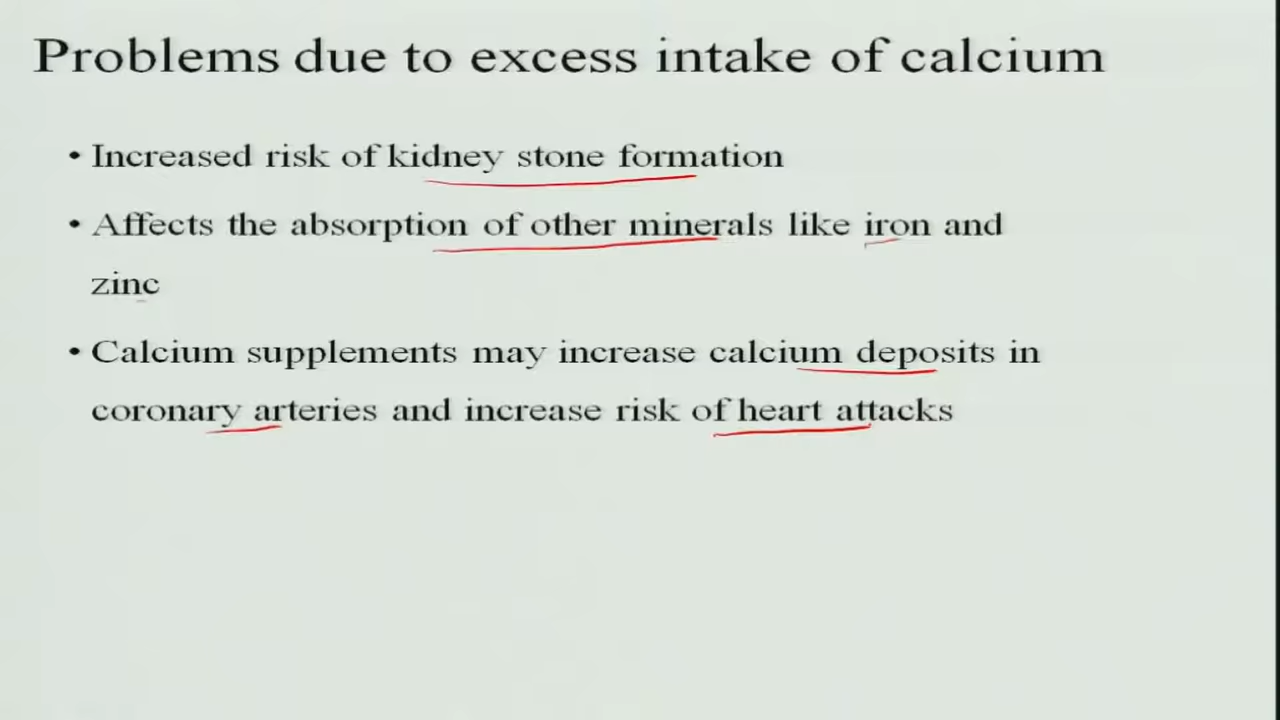 Problems due to excess intake of calcium
• Increased risk of kidney stone formation
• Affects the absorption of other minerals like iron and
zinc
• Calcium supplements may increase calcium deposits in
coronary arteries and increase risk of heart attacks